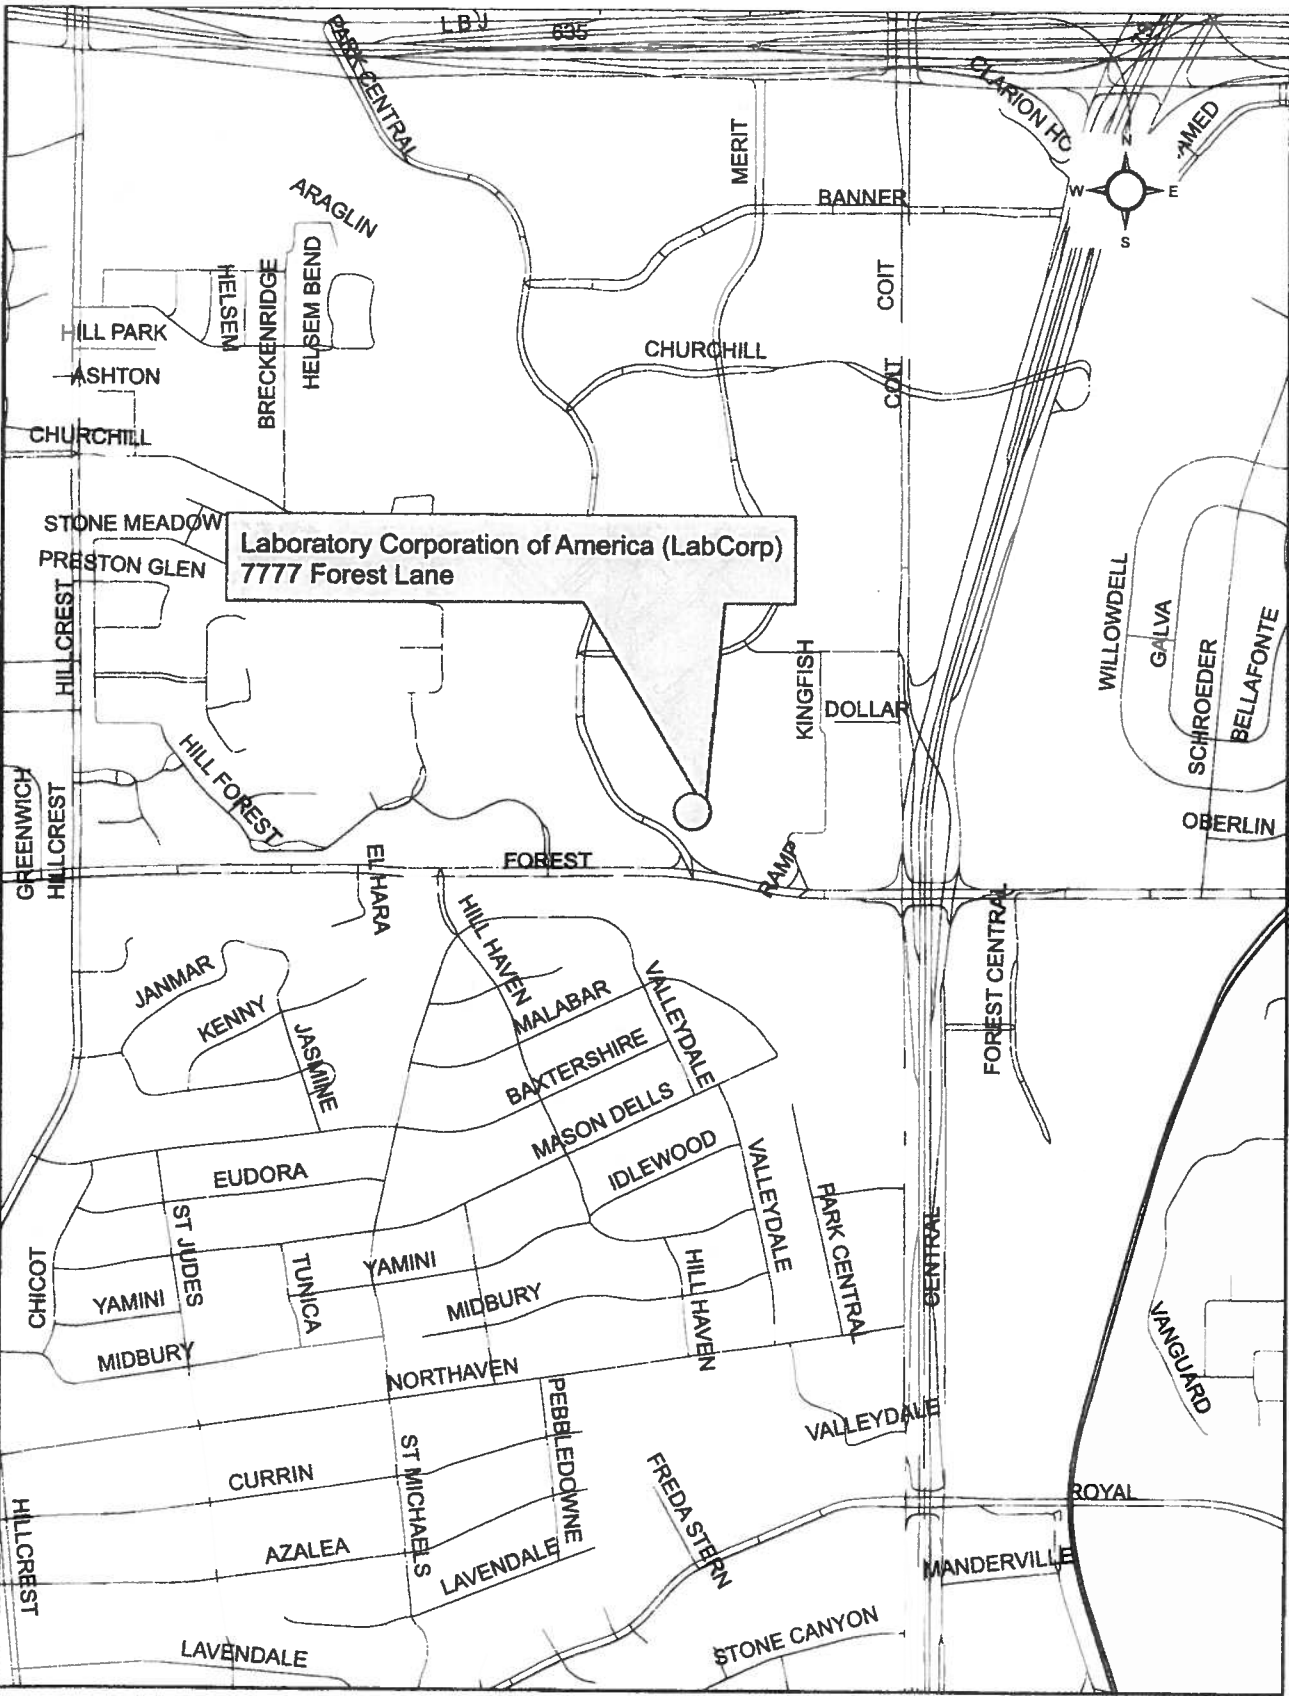 LBJ
635
PARK CENTRAL
CLARION HO
AMED
MERIT
N
W
E
S
BANNER
ARAGLIN
COIT
HELSEM
BRECKENRIDGE
HELSEM BEND
HILL PARK
CHURCHILL
ASHTON
COIT
CHURCHILL
STONE MEADOW
Laboratory Corporation of America (LabCorp)
7777 Forest Lane
PRESTON GLEN
HILLCREST
WILLOWDELL
GALVA
SCHROEDER
BELLAFONTE
KINGFISH
DOLLAR
HILL FOREST
GREENWICH
HILLCREST
OBERLIN
EL HARA
FOREST
RAMP
HILL HAVEN
FOREST CENTRAL
JANMAR
KENNY
JASMINE
MALABAR
VALLEYDALE
BAXTERSHIRE
MASON DELLS
IDLEWOOD
EUDORA
VALLEYDALE
PARK CENTRAL
CENTRAL
ST JUDES
CHICOT
TUNICA
YAMINI
YAMINI
MIDBURY
HILL HAVEN
MIDBURY
NORTHAVEN
VANGUARD
PEBBLEDOWNE
VALLEYDALE
CURRIN
ST MICHAELS
FREDA STERN
ROYAL
HILLCREST
AZALEA
LAVENDALE
MANDERVILLE
STONE CANYON
LAVENDALE